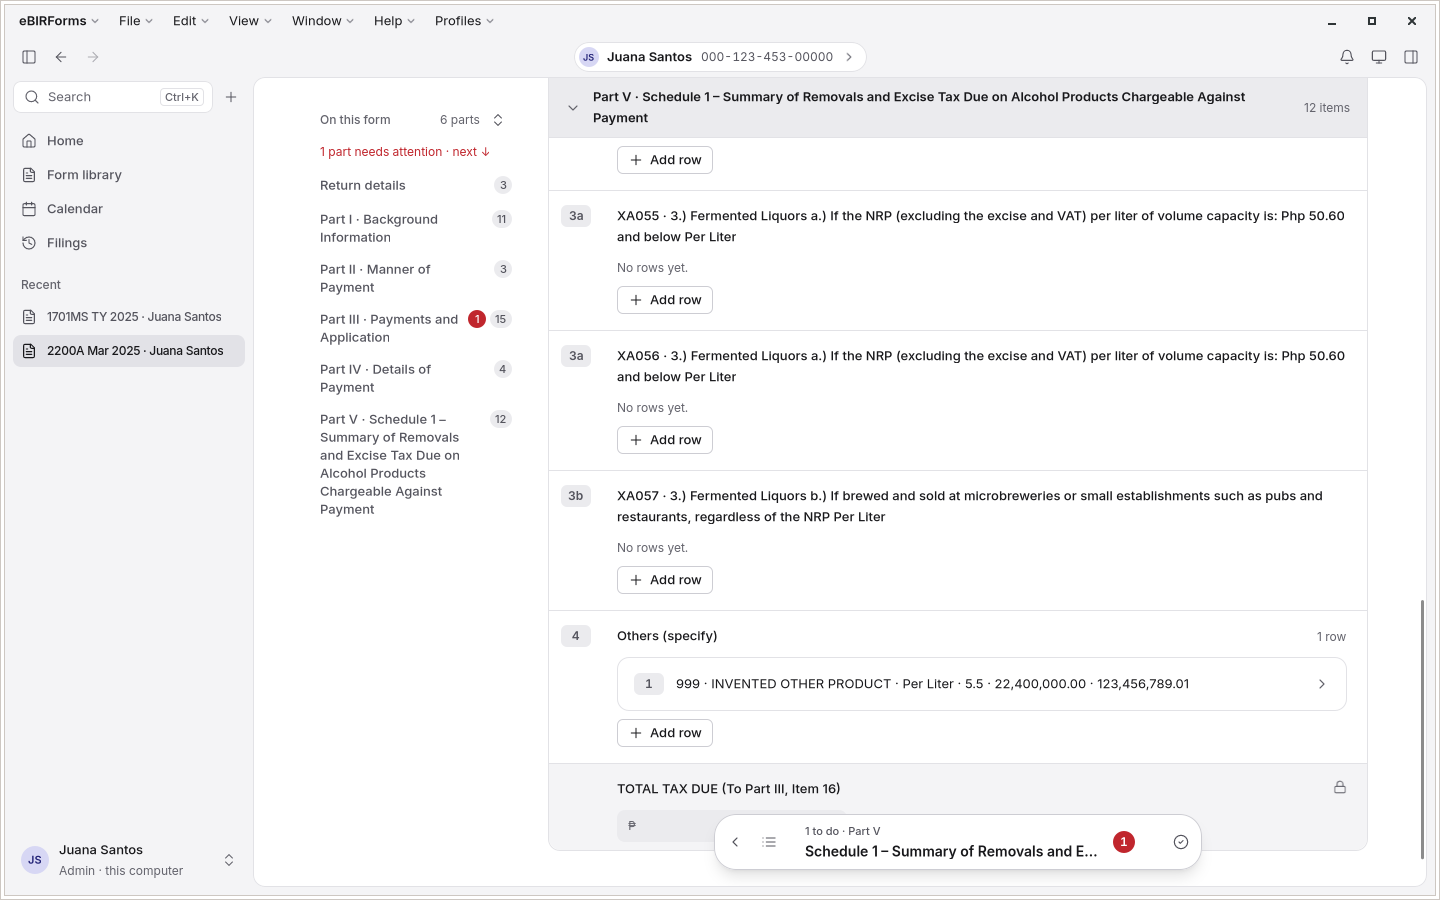 eBIRForms File Edit View Window Help Profiles
JS Juana Santos 000-123-453-00000
Search Ctrl+K
Home
Form library
Calendar
Filings
Recent
1701MS TY 2025 · Juana Santos
2200A Mar 2025 · Juana Santos
JS Juana Santos
Admin · this computer
On this form 6 parts
1 part needs attention · next ↓
Return details 3
Part I · Background 11
Information
Part II · Manner of 3
Payment
Part III · Payments and 1 15
Application
Part IV · Details of 4
Payment
Part V · Schedule 1 – 12
Summary of Removals
and Excise Tax Due on
Alcohol Products
Chargeable Against
Payment
Part V · Schedule 1 – Summary of Removals and Excise Tax Due on Alcohol Products Chargeable Against
Payment
12 items
+ Add row
3a XA055 · 3.) Fermented Liquors a.) If the NRP (excluding the excise and VAT) per liter of volume capacity is: Php 50.60
and below Per Liter
No rows yet.
+ Add row
3a XA056 · 3.) Fermented Liquors a.) If the NRP (excluding the excise and VAT) per liter of volume capacity is: Php 50.60
and below Per Liter
No rows yet.
+ Add row
3b XA057 · 3.) Fermented Liquors b.) If brewed and sold at microbreweries or small establishments such as pubs and
restaurants, regardless of the NRP Per Liter
No rows yet.
+ Add row
4 Others (specify) 1 row
1 999 · INVENTED OTHER PRODUCT · Per Liter · 5.5 · 22,400,000.00 · 123,456,789.01
+ Add row
TOTAL TAX DUE (To Part III, Item 16)
₱
1 to do · Part V
Schedule 1 – Summary of Removals and E... 1